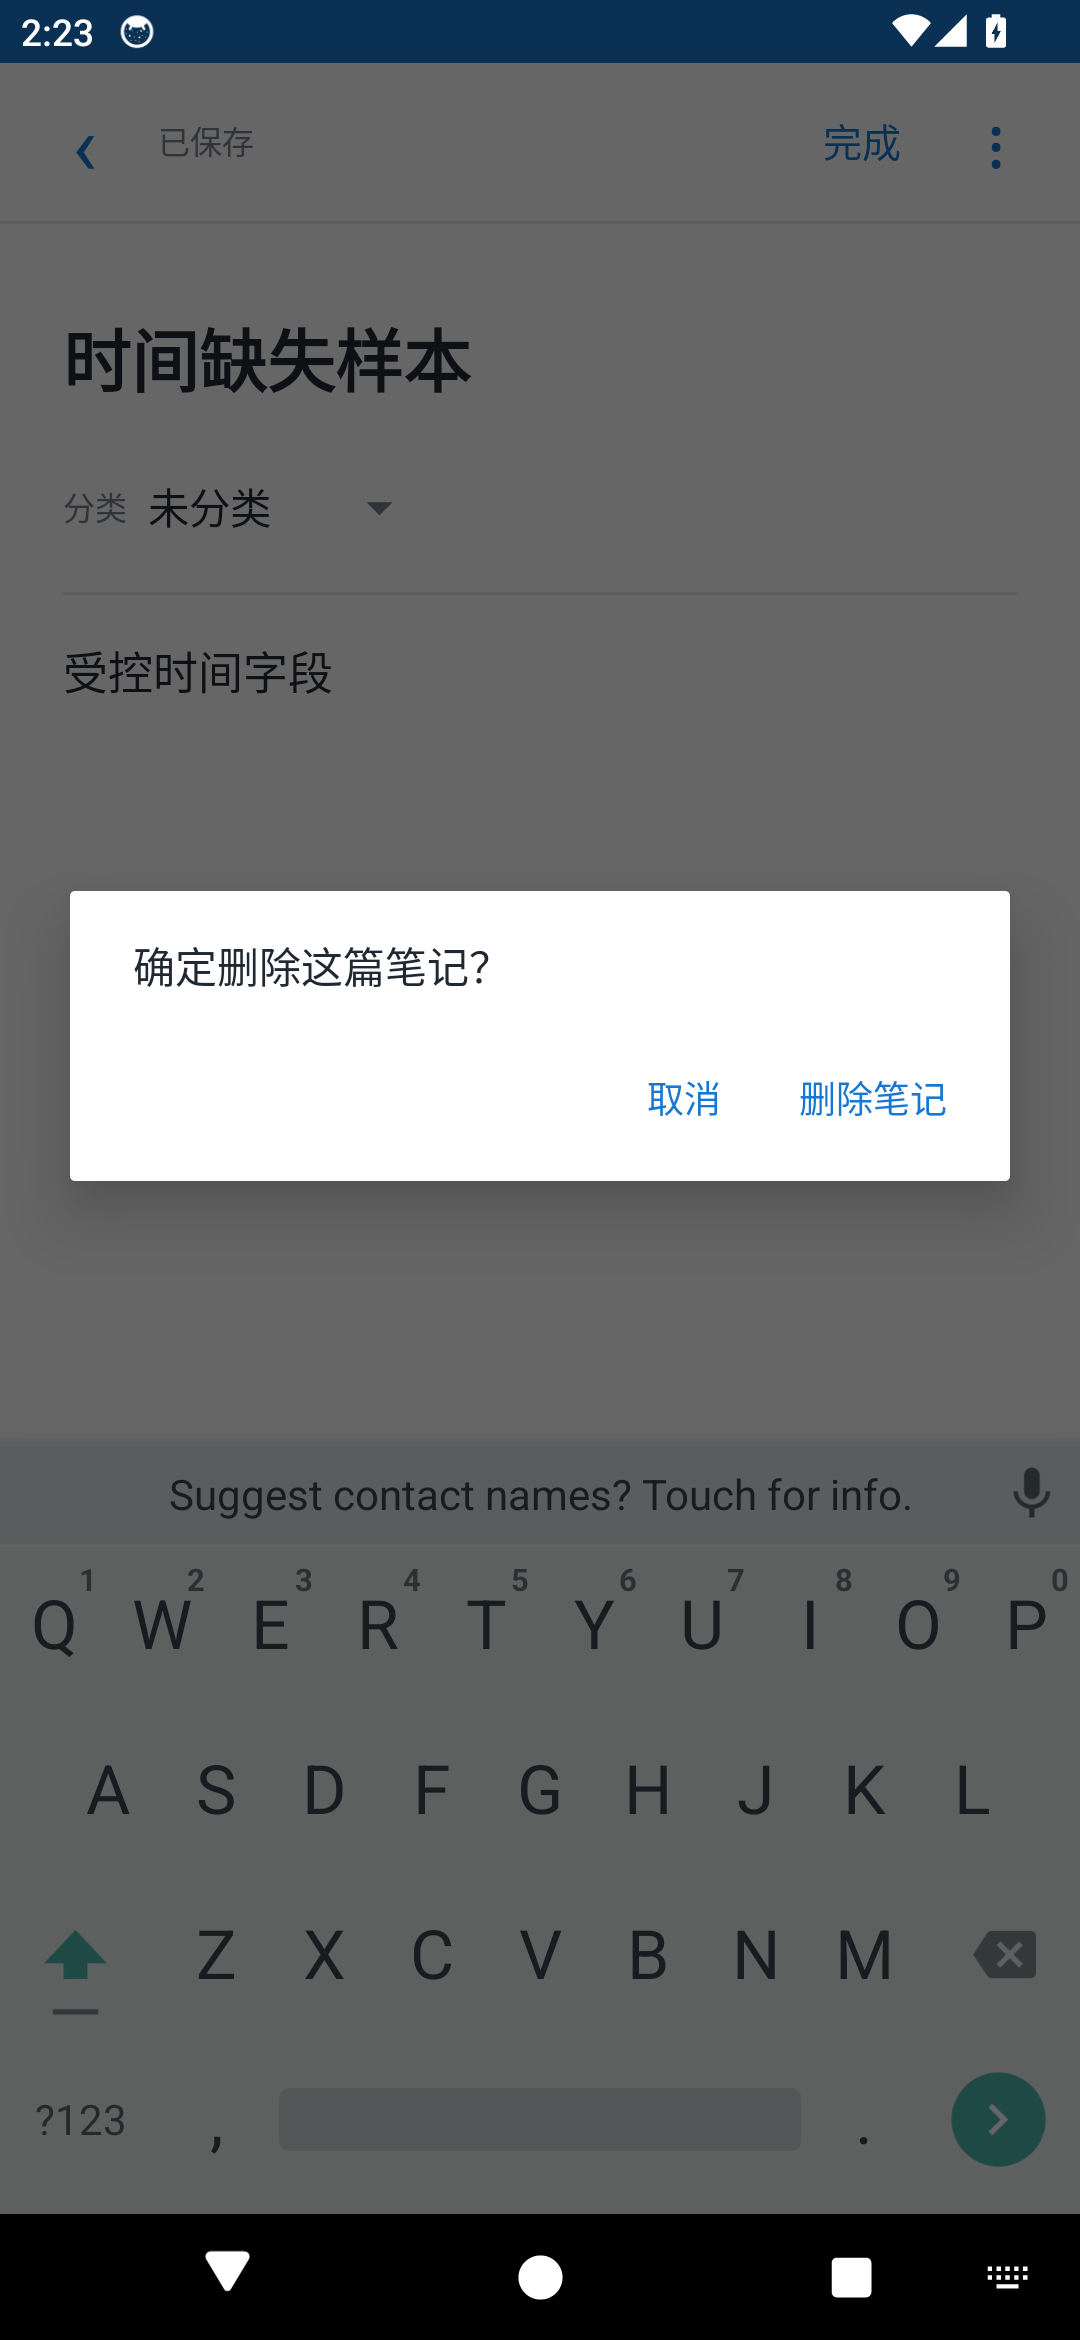 2:23
已保存
完成
时间缺失样本
分类 未分类
受控时间字段
确定删除这篇笔记？
取消 删除笔记
Suggest contact names? Touch for info.
1 2 3 4 5 6 7 8 9 0
Q W E R T Y U I O P
A S D F G H J K L
Z X C V B N M
?123 , .